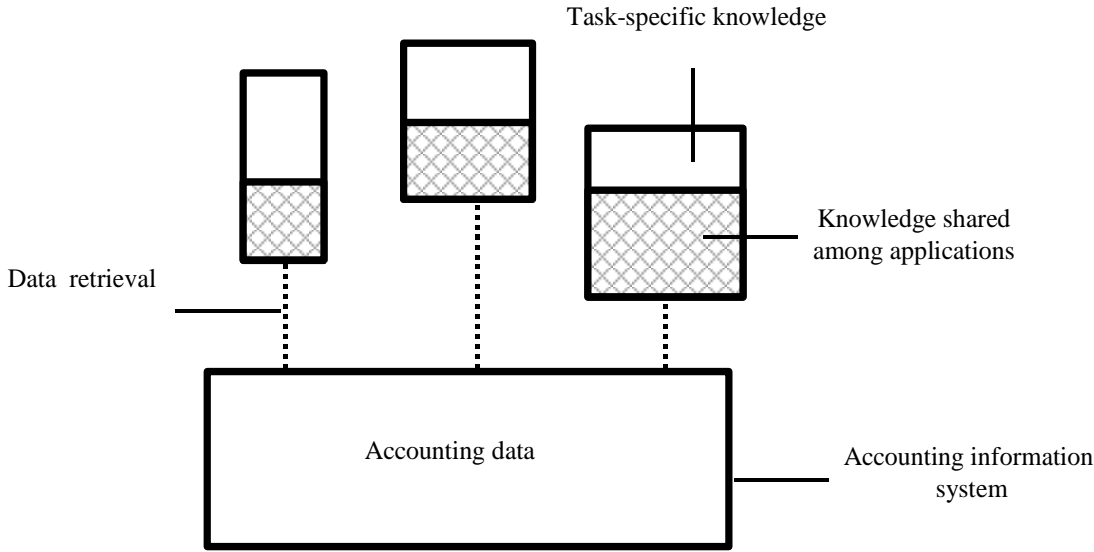 Task-specific knowledge
Knowledge shared
among applications
Data retrieval
Accounting data
Accounting information
system